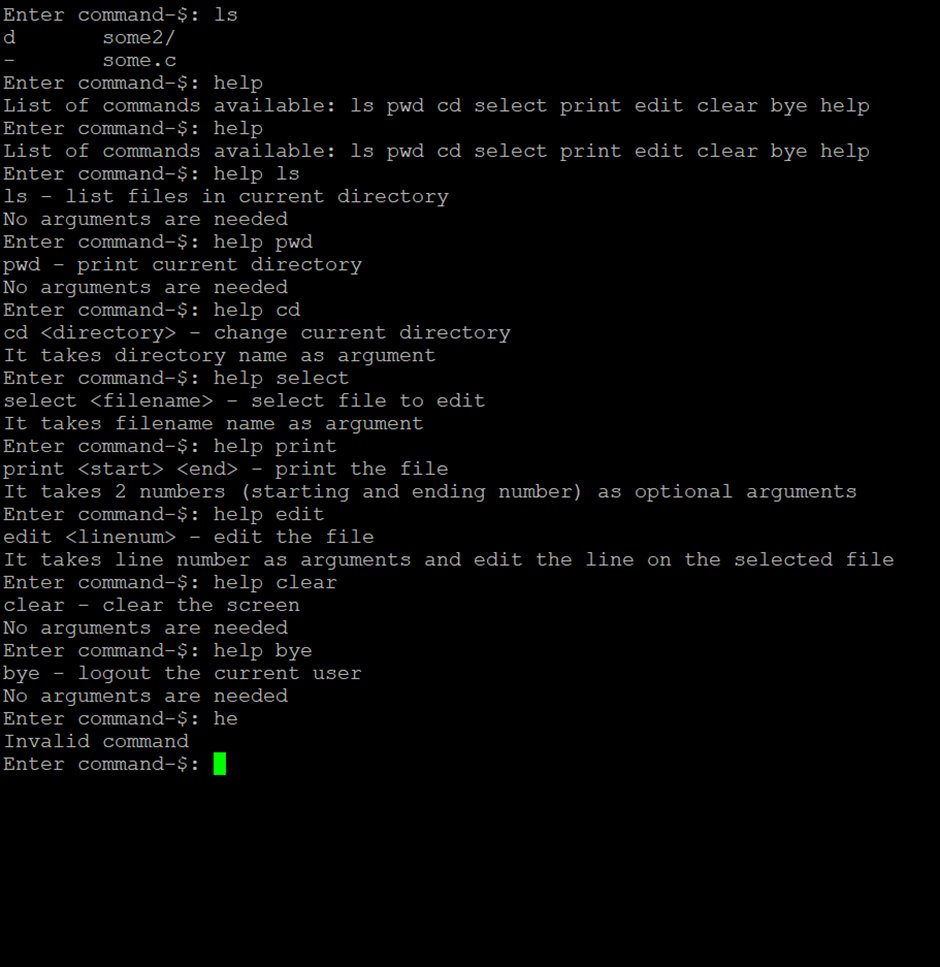 Enter command-$: ls
d       some2/
-       some.c
Enter command-$: help
List of commands available: ls pwd cd select print edit clear bye help
Enter command-$: help
List of commands available: ls pwd cd select print edit clear bye help
Enter command-$: help ls
ls - list files in current directory
No arguments are needed
Enter command-$: help pwd
pwd - print current directory
No arguments are needed
Enter command-$: help cd
cd <directory> - change current directory
It takes directory name as argument
Enter command-$: help select
select <filename> - select file to edit
It takes filename name as argument
Enter command-$: help print
print <start> <end> - print the file
It takes 2 numbers (starting and ending number) as optional arguments
Enter command-$: help edit
edit <linenum> - edit the file
It takes line number as arguments and edit the line on the selected file
Enter command-$: help clear
clear - clear the screen
No arguments are needed
Enter command-$: help bye
bye - logout the current user
No arguments are needed
Enter command-$: he
Invalid command
Enter command-$: